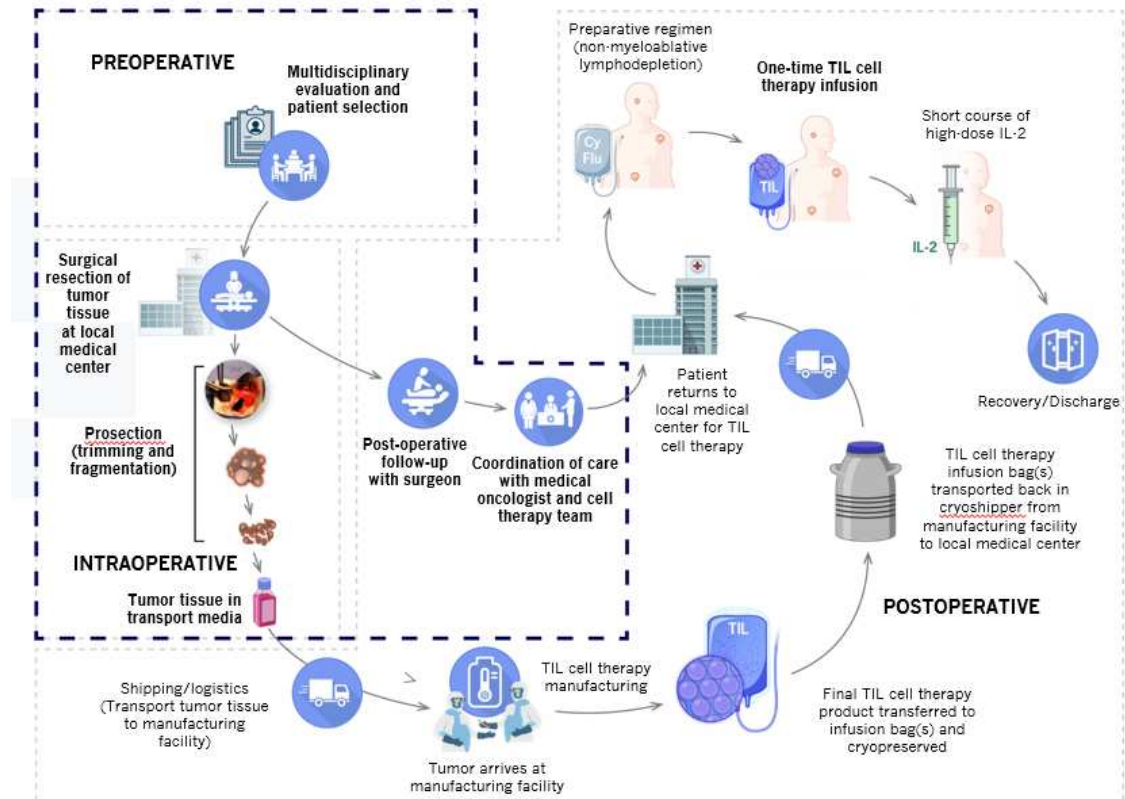 PREOPERATIVE
Multidisciplinary
evaluation and
patient selection
Surgical
resection of
tumor
tissue
at local
medical
center
Prosection
(trimming and
fragmentation)
INTRAOPERATIVE
Tumor tissue in
transport media
Post-operative
follow-up
with surgeon
Coordination of care
with medical
oncologist and cell
therapy team
Shipping/logistics
(Transport tumor tissue
to manufacturing
facility)
Tumor arrives at
manufacturing facility
TIL cell therapy
manufacturing
TIL
Final TIL cell therapy
product transferred to
infusion bag(s) and
cryopreserved
POSTOPERATIVE
TIL cell therapy
infusion bag(s)
transported back in
cryoshipper from
manufacturing facility
to local medical center
Patient
returns to
local medical
center for TIL
cell therapy
Preparative regimen
(non-myeloablative
lymphodepletion)
Cy
Flu
One-time TIL cell
therapy infusion
TIL
Short course of
high-dose IL-2
IL-2
Recovery/Discharge